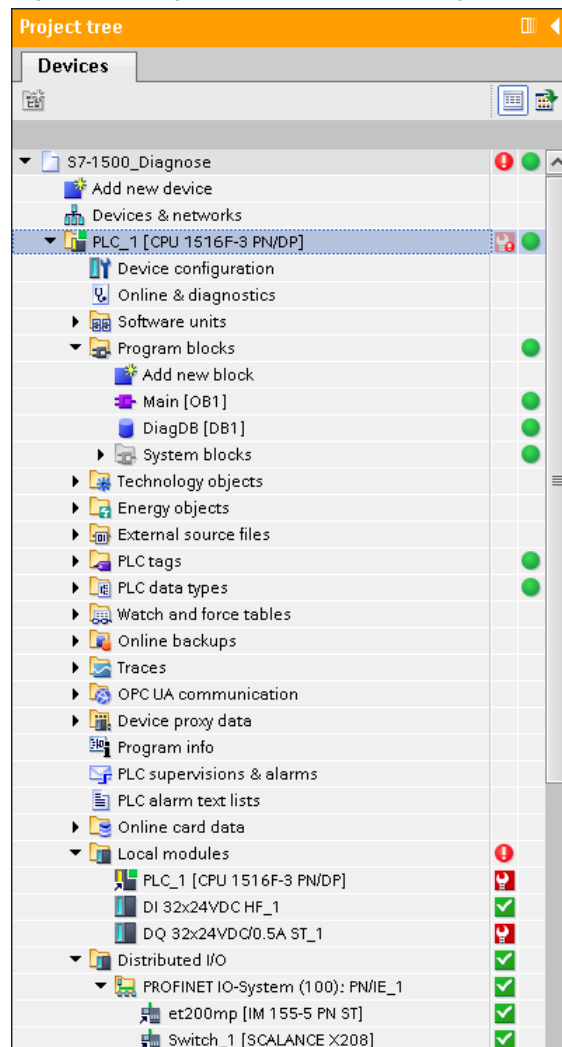 Project tree
Devices
S7-1500_Diagnose
Add new device
Devices & networks
PLC_1 [CPU 1516F-3 PN/DP]
Device configuration
Online & diagnostics
Software units
Program blocks
Add new block
Main [OB1]
DiagDB [DB1]
System blocks
Technology objects
Energy objects
External source files
PLC tags
PLC data types
Watch and force tables
Online backups
Traces
OPC UA communication
Device proxy data
Program info
PLC supervisions & alarms
PLC alarm text lists
Online card data
Local modules
PLC_1 [CPU 1516F-3 PN/DP]
DI 32x24VDC HF_1
DQ 32x24VDC/0.5A ST_1
Distributed I/O
PROFINET IO-System (100): PN/IE_1
et200mp [IM 155-5 PN ST]
Switch_1 [SCALANCE X208]